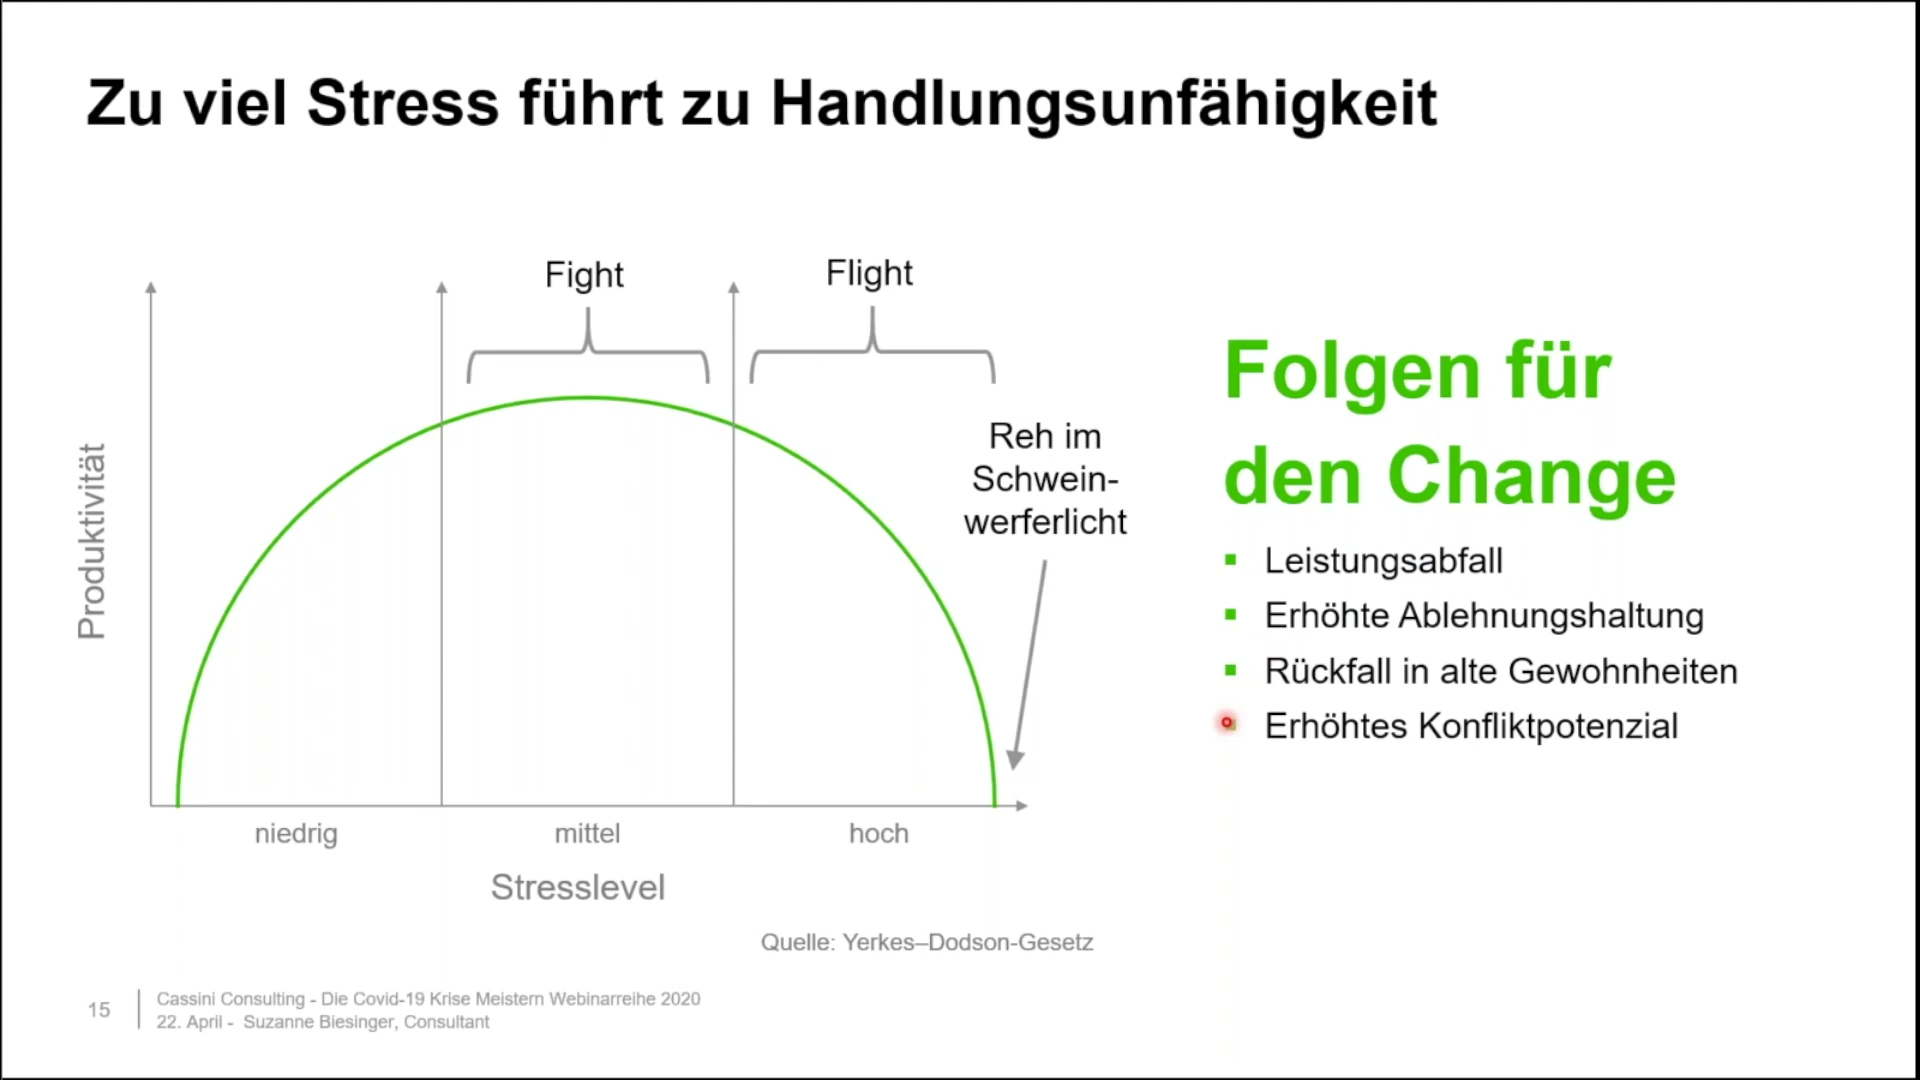 Zu viel Stress führt zu Handlungsunfähigkeit
Fight
Flight
Reh im
Schwein-
werferlicht
Produktivität
niedrig
mittel
hoch
Stresslevel
Quelle: Yerkes–Dodson-Gesetz
Folgen für
den Change
Leistungsabfall
Erhöhte Ablehnungshaltung
Rückfall in alte Gewohnheiten
Erhöhtes Konfliktpotenzial
15
Cassini Consulting - Die Covid-19 Krise Meistern Webinarreihe 2020
22. April - Suzanne Biesinger, Consultant